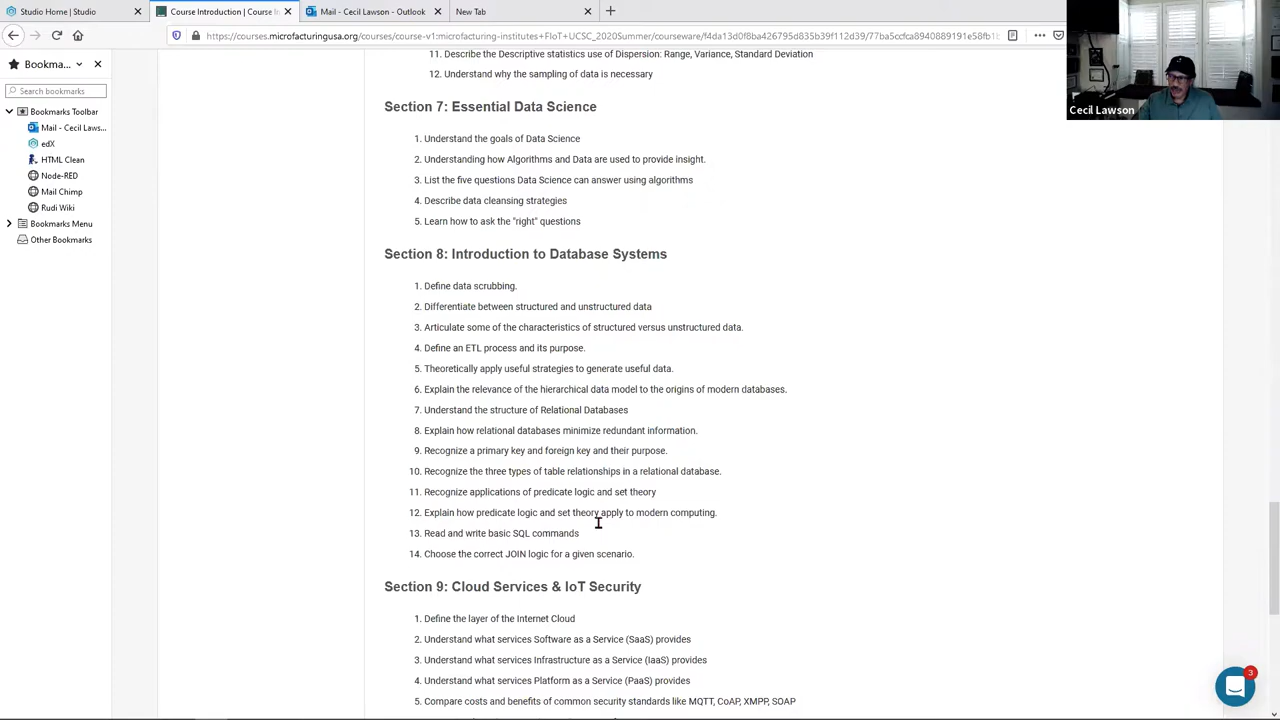 Studio Home | Studio
Course Introduction | Course In
Mail - Cecil Lawson - Outlook
New Tab
Bookma...
Search bookmarks
Bookmarks Toolbar
Mail - Cecil Laws...
edX
HTML Clean
Node-RED
Mail Chimp
Rudi Wiki
Bookmarks Menu
Other Bookmarks
11. Describe the Descriptive statistics use of Dispersion: Range, Variance, Standard Deviation
12. Understand why the sampling of data is necessary
Section 7: Essential Data Science
1. Understand the goals of Data Science
2. Understanding how Algorithms and Data are used to provide insight.
3. List the five questions Data Science can answer using algorithms
4. Describe data cleansing strategies
5. Learn how to ask the "right" questions
Section 8: Introduction to Database Systems
1. Define data scrubbing.
2. Differentiate between structured and unstructured data
3. Articulate some of the characteristics of structured versus unstructured data.
4. Define an ETL process and its purpose.
5. Theoretically apply useful strategies to generate useful data.
6. Explain the relevance of the hierarchical data model to the origins of modern databases.
7. Understand the structure of Relational Databases
8. Explain how relational databases minimize redundant information.
9. Recognize a primary key and foreign key and their purpose.
10. Recognize the three types of table relationships in a relational database.
11. Recognize applications of predicate logic and set theory
12. Explain how predicate logic and set theory apply to modern computing.
13. Read and write basic SQL commands
14. Choose the correct JOIN logic for a given scenario.
Section 9: Cloud Services & IoT Security
1. Define the layer of the Internet Cloud
2. Understand what services Software as a Service (SaaS) provides
3. Understand what services Infrastructure as a Service (IaaS) provides
4. Understand what services Platform as a Service (PaaS) provides
5. Compare costs and benefits of common security standards like MQTT, CoAP, XMPP, SOAP
Cecil Lawson
3